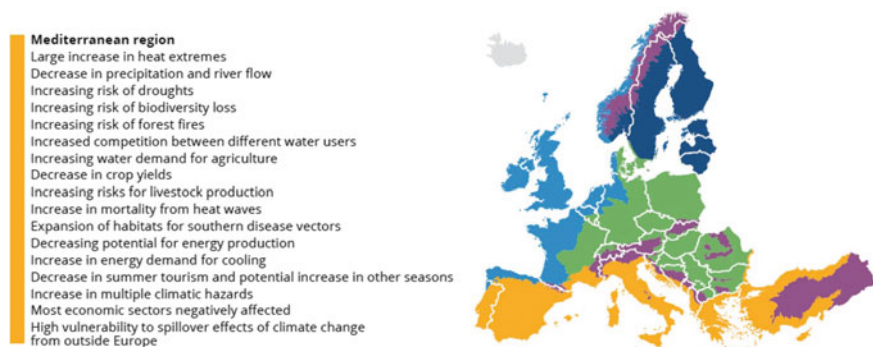 Mediterranean region
Large increase in heat extremes
Decrease in precipitation and river flow
Increasing risk of droughts
Increasing risk of biodiversity loss
Increasing risk of forest fires
Increased competition between different water users
Increasing water demand for agriculture
Decrease in crop yields
Increasing risks for livestock production
Increase in mortality from heat waves
Expansion of habitats for southern disease vectors
Decreasing potential for energy production
Increase in energy demand for cooling
Decrease in summer tourism and potential increase in other seasons
Increase in multiple climatic hazards
Most economic sectors negatively affected
High vulnerability to spillover effects of climate change
from outside Europe